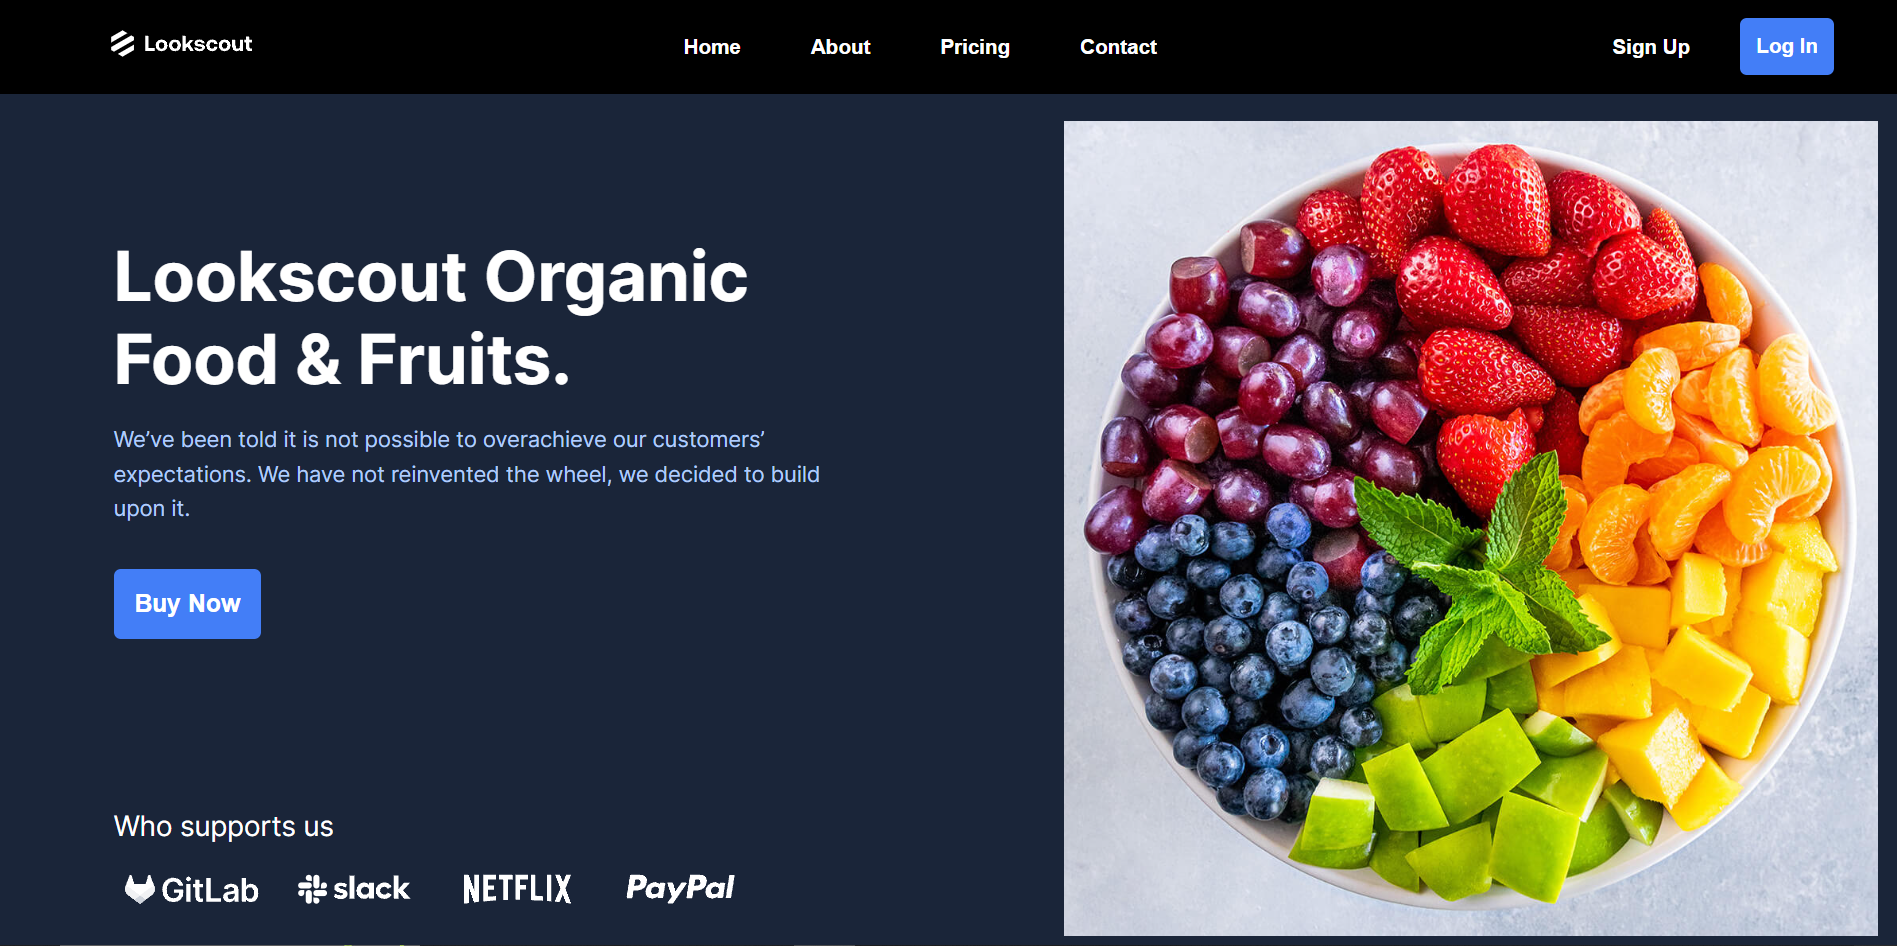 Lookscout
Home
About
Pricing
Contact
Sign Up
Log In
Lookscout Organic
Food & Fruits.
We’ve been told it is not possible to overachieve our customers’
expectations. We have not reinvented the wheel, we decided to build
upon it.
Buy Now
Who supports us
GitLab
slack
NETFLIX
PayPal